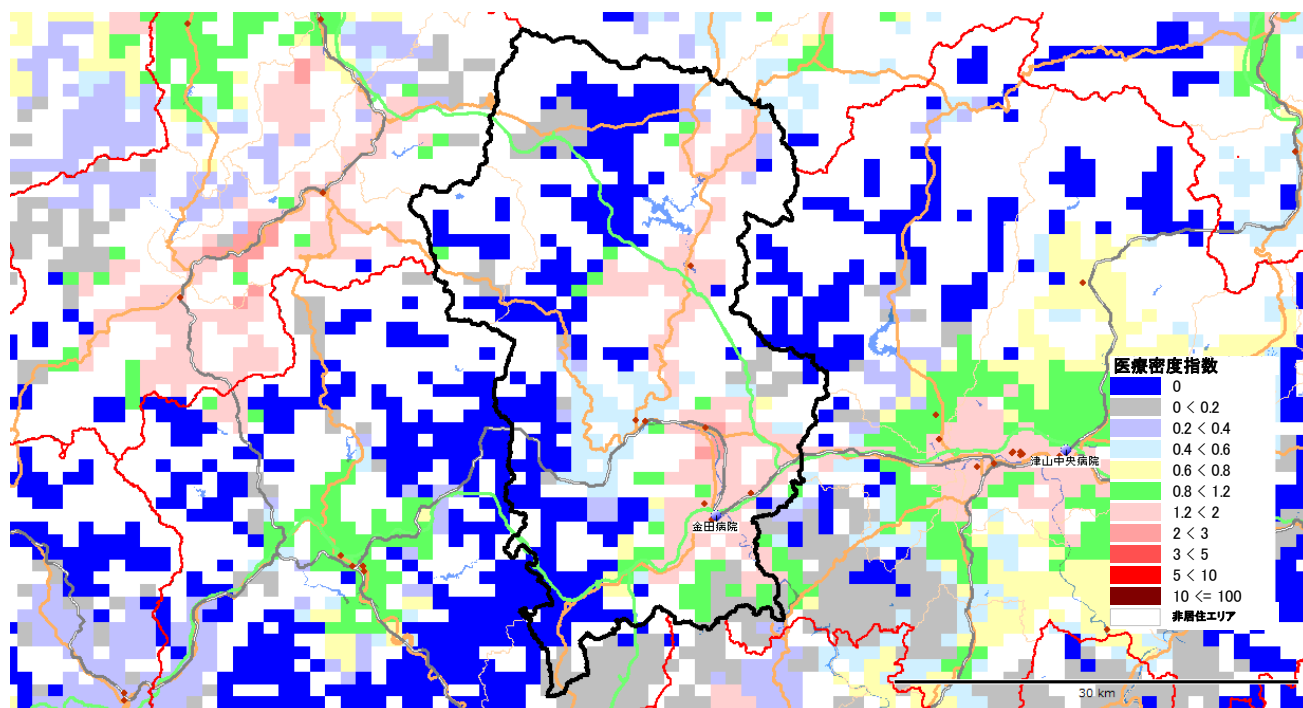 医療密度指数
0
0 < 0.2
0.2 < 0.4
0.4 < 0.6
0.6 < 0.8
0.8 < 1.2
1.2 < 2
2 < 3
3 < 5
5 < 10
10 <= 100
非居住エリア
津山中央病院
金田病院
30 km